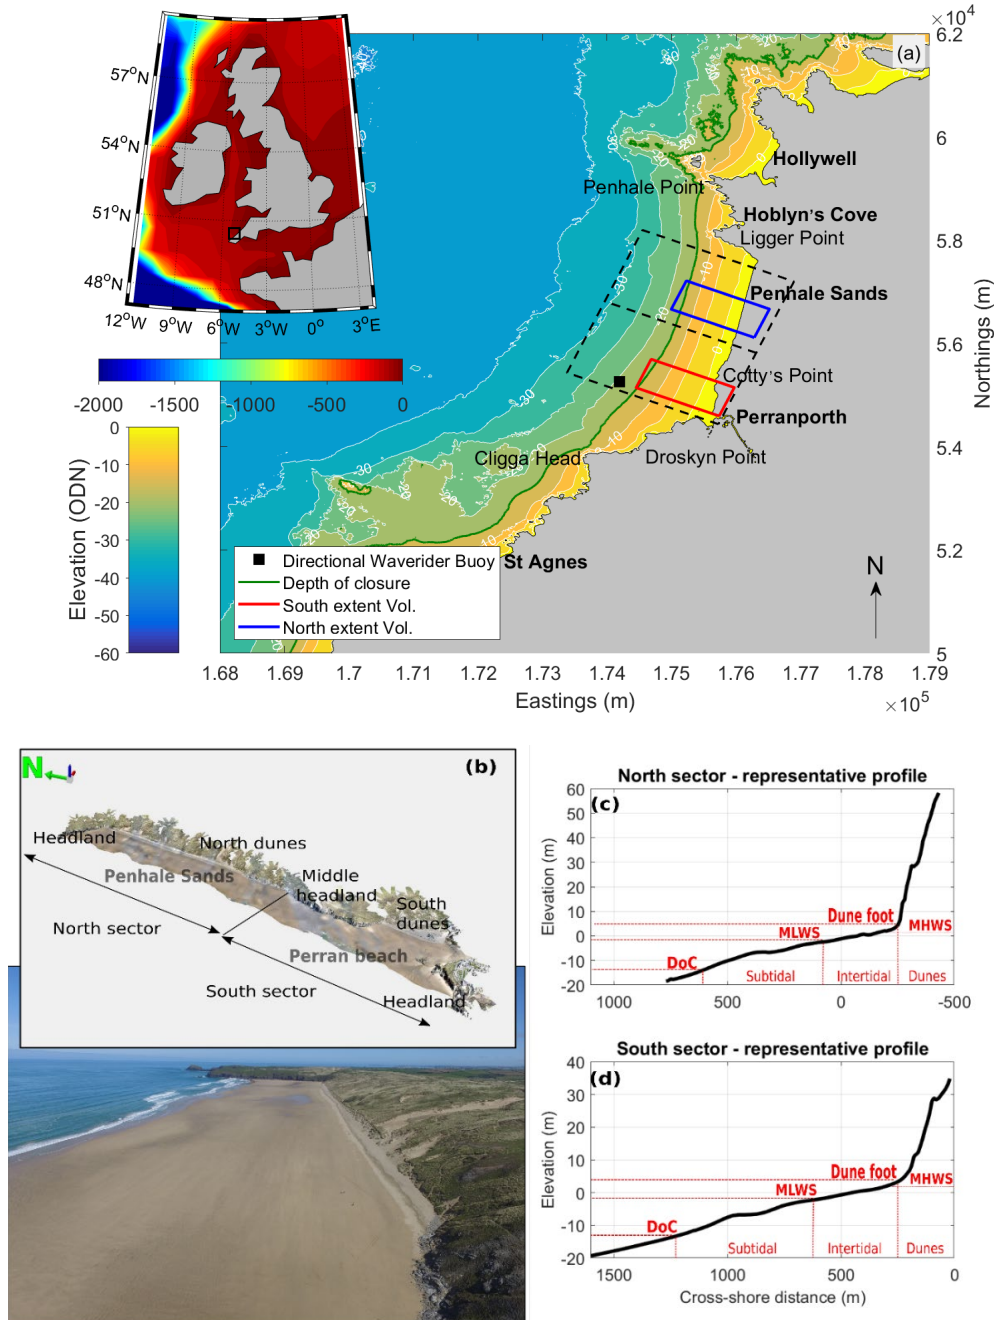 ×10⁴
6.2
(a)
57°N
54°N
51°N
48°N
12°W 9°W 6°W 3°W 0° 3°E
-2000 -1500 -1000 -500 0
0
-10
-20
-30
-40
-50
-60
Elevation (ODN)
Hollywell
Penhale Point
Hoblyn's Cove
Ligger Point
Penhale Sands
Cotty's Point
Perranporth
Cligga Head
Droskyn Point
St Agnes
-30
-20
-10
0
Directional Waverider Buoy
Depth of closure
South extent Vol.
North extent Vol.
N
6
5.8
5.6
5.4
5.2
5
Northings (m)
1.68 1.69 1.7 1.71 1.72 1.73 1.74 1.75 1.76 1.77 1.78 1.79
×10⁵
Eastings (m)
N
(b)
Headland
North dunes
Penhale Sands
Middle
headland
South
dunes
North sector
Perran beach
South sector
Headland
North sector - representative profile
(c)
60
50
40
30
20
10
0
-10
-20
Elevation (m)
Dune foot
MHWS
MLWS
DoC
Subtidal Intertidal Dunes
1000 500 0 -500
South sector - representative profile
(d)
40
30
20
10
0
-10
-20
Elevation (m)
Dune foot
MHWS
MLWS
DoC
Subtidal Intertidal Dunes
1500 1000 500 0
Cross-shore distance (m)